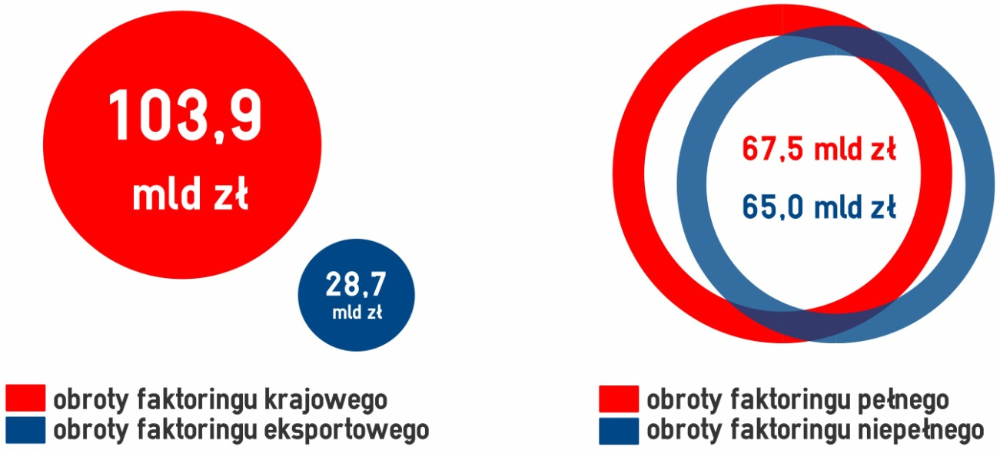 103,9
mld zł
28,7
mld zł
obroty faktoringu krajowego
obroty faktoringu eksportowego
67,5 mld zł
65,0 mld zł
obroty faktoringu pełnego
obroty faktoringu niepełnego